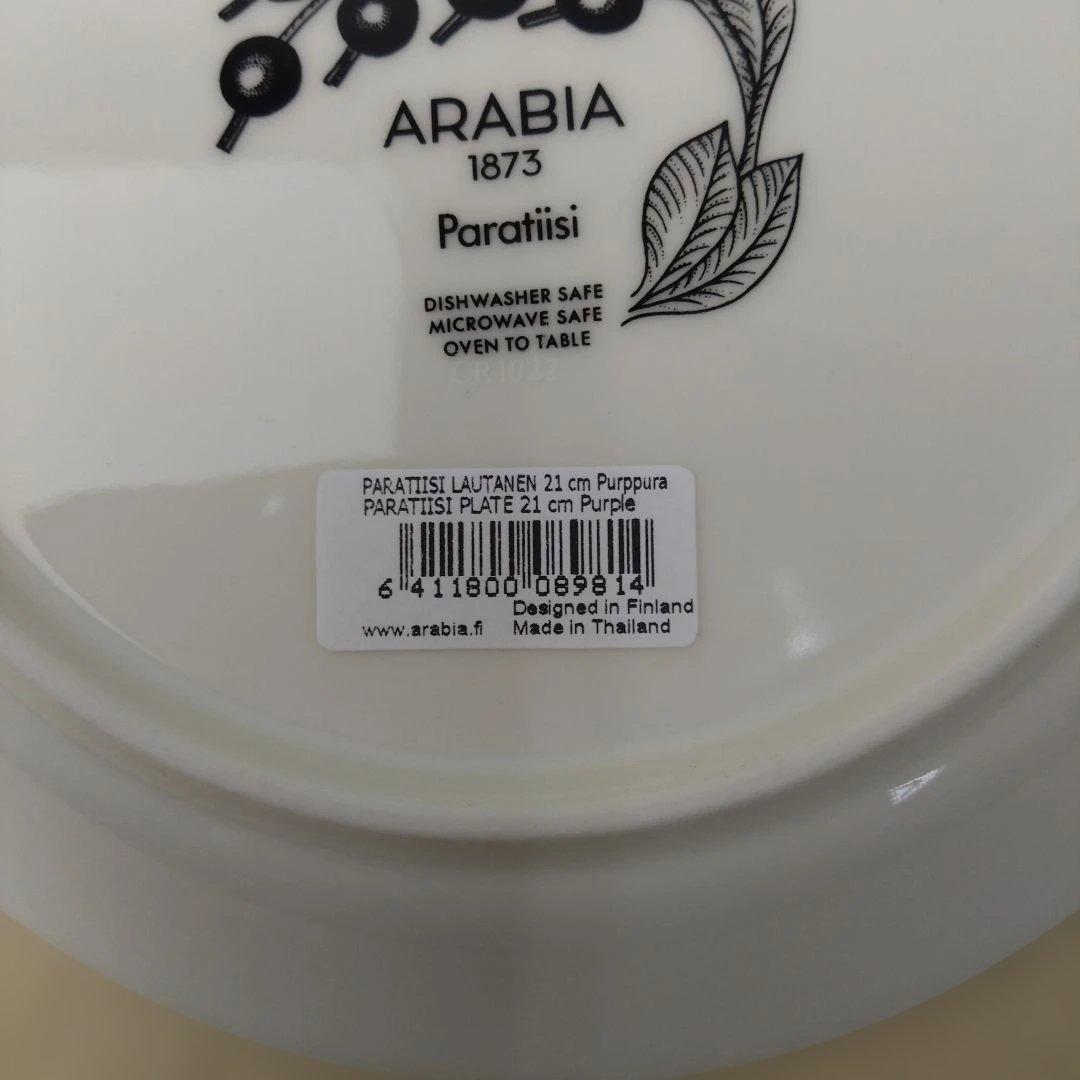 ARABIA
1873
Paratiisi
DISHWASHER SAFE
MICROWAVE SAFE
OVEN TO TABLE
PARATIISI LAUTANEN 21 cm Purppura
PARATIISI PLATE 21 cm Purple
6 411800 089814
Designed in Finland
www.arabia.fi Made in Thailand